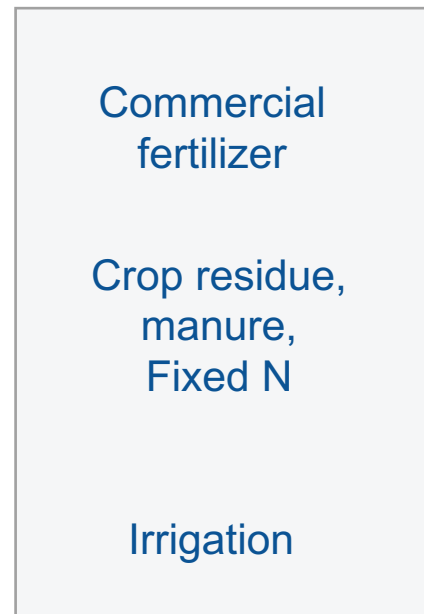 Commercial
fertilizer
Crop residue,
manure,
Fixed N
Irrigation